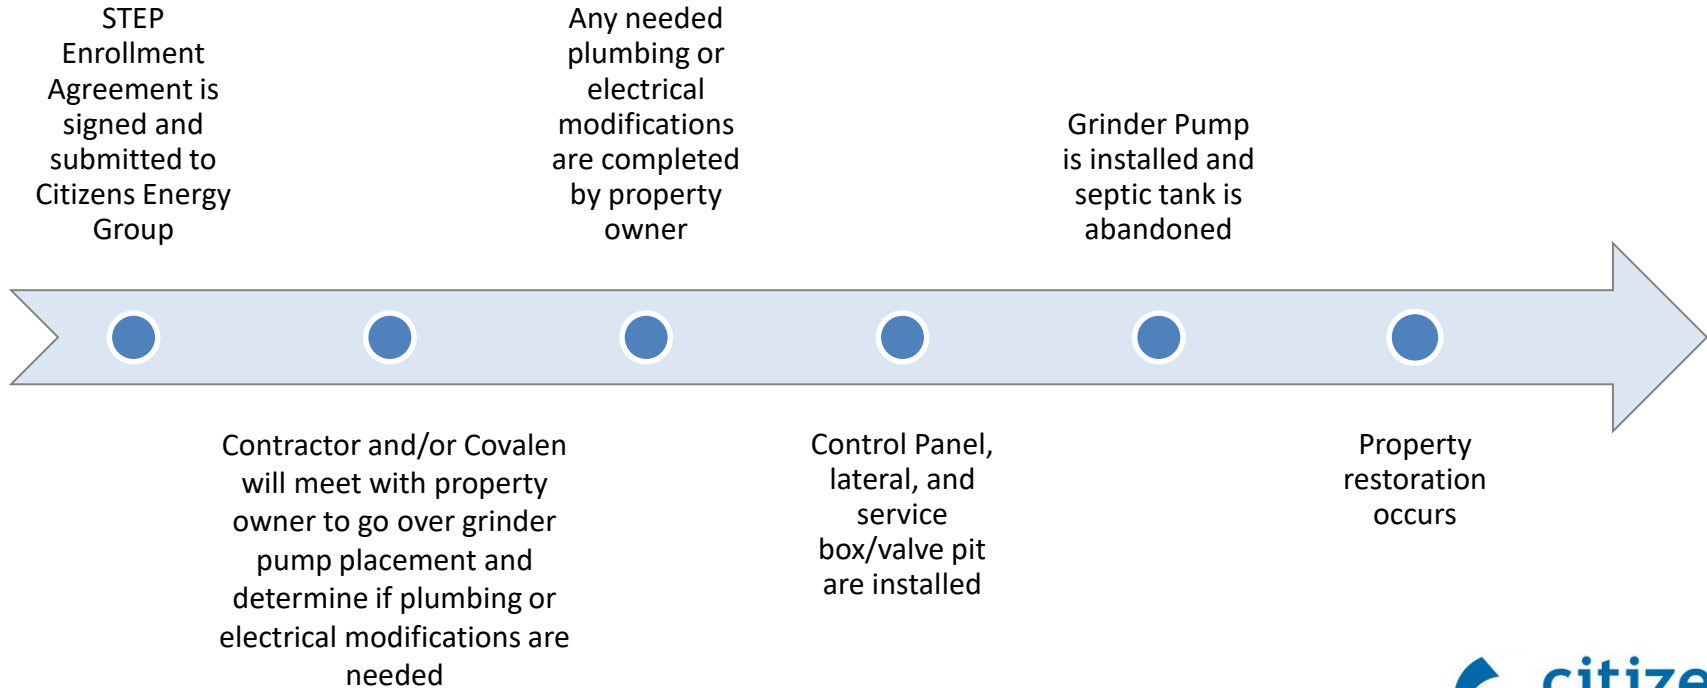 STEP
Enrollment
Agreement is
signed and
submitted to
Citizens Energy
Group
Contractor and/or Covalen
will meet with property
owner to go over grinder
pump placement and
determine if plumbing or
electrical modifications are
needed
Any needed
plumbing or
electrical
modifications
are completed
by property
owner
Control Panel,
lateral, and
service
box/valve pit
are installed
Grinder Pump
is installed and
septic tank is
abandoned
Property
restoration
occurs